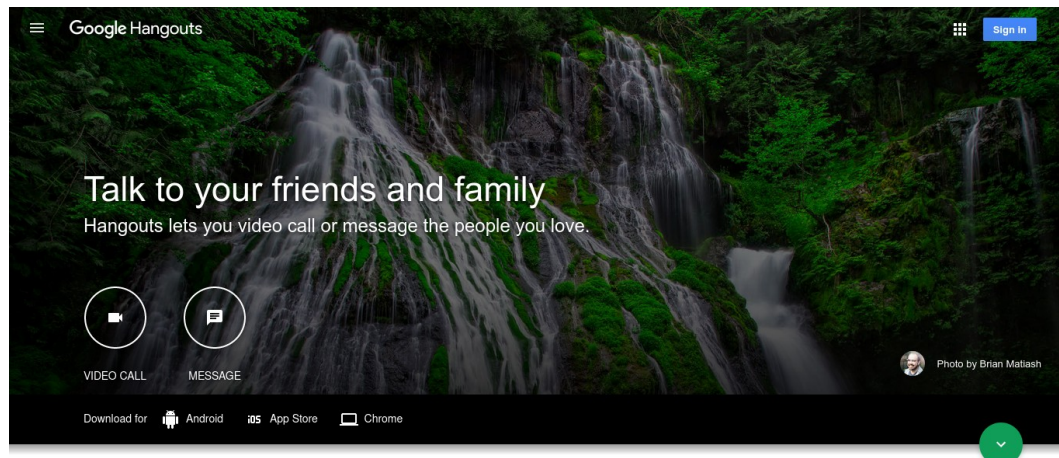 Google Hangouts
Sign In
Talk to your friends and family
Hangouts lets you video call or message the people you love.
VIDEO CALL
MESSAGE
Photo by Brian Matiash
Download for
Android
iOS
App Store
Chrome